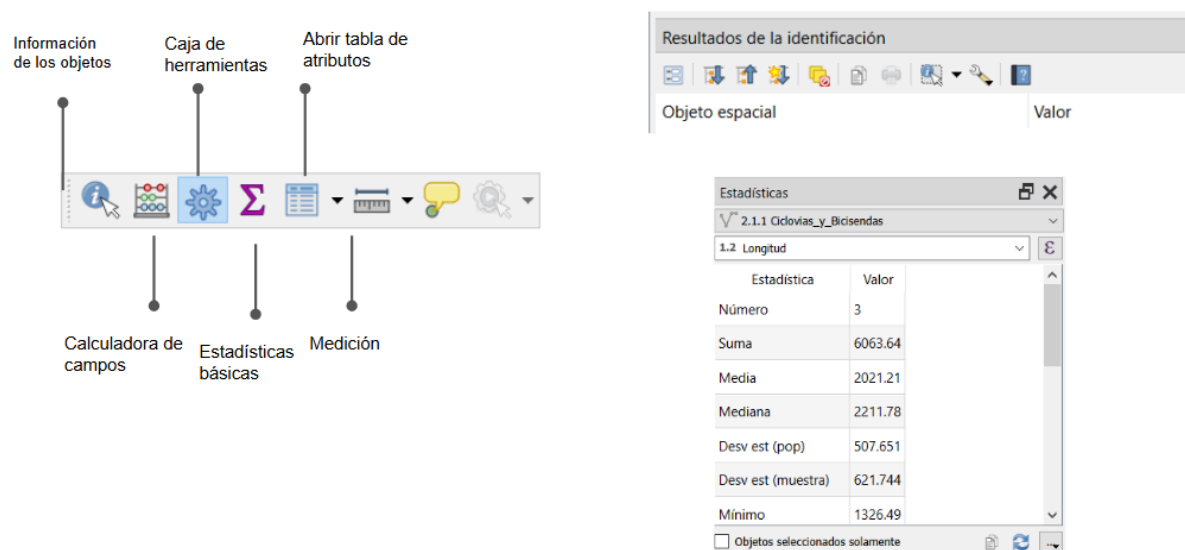 Información
de los objetos
Caja de
herramientas
Abrir tabla de
atributos
Calculadora de
campos
Estadísticas
básicas
Medición
Resultados de la identificación
Objeto espacial Valor
Estadísticas
2.1.1 Ciclovias_y_Bicisendas
1.2 Longitud ε
Estadística Valor
Número 3
Suma 6063.64
Media 2021.21
Mediana 2211.78
Desv est (pop) 507.651
Desv est (muestra) 621.744
Mínimo 1326.49
Objetos seleccionados solamente ...